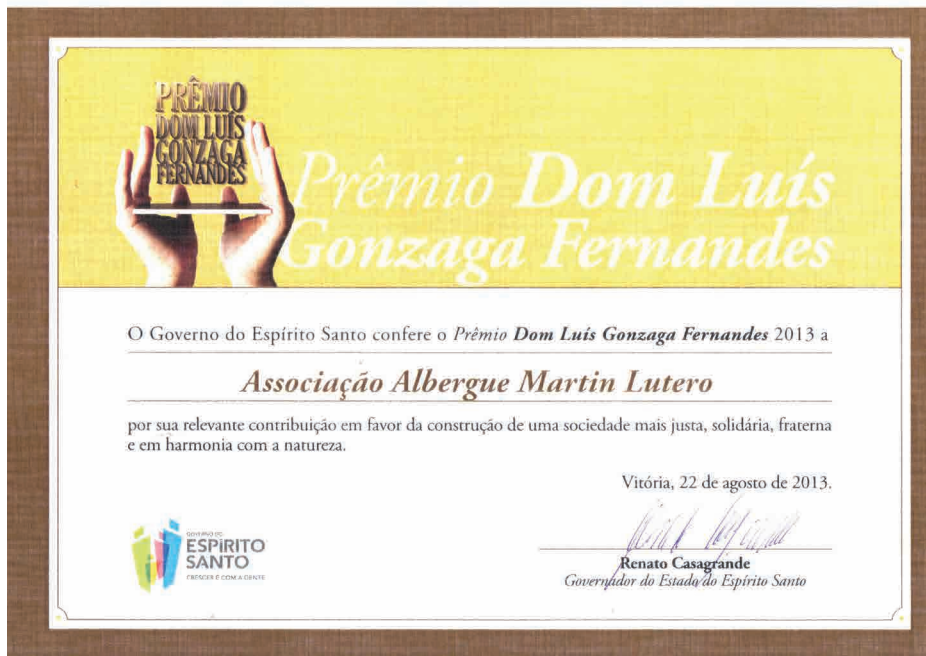 PRÊMIO
DOM LUÍS
GONZAGA
FERNANDES
Prêmio Dom Luís
Gonzaga Fernandes
O Governo do Espírito Santo confere o Prêmio Dom Luís Gonzaga Fernandes 2013 a
Associação Albergue Martin Lutero
por sua relevante contribuição em favor da construção de uma sociedade mais justa, solidária, fraterna
e em harmonia com a natureza.
Vitória, 22 de agosto de 2013.
GOVERNO DO
ESPÍRITO
SANTO
CRESCER É COM A GENTE
Renato Casagrande
Governador do Estado do Espírito Santo